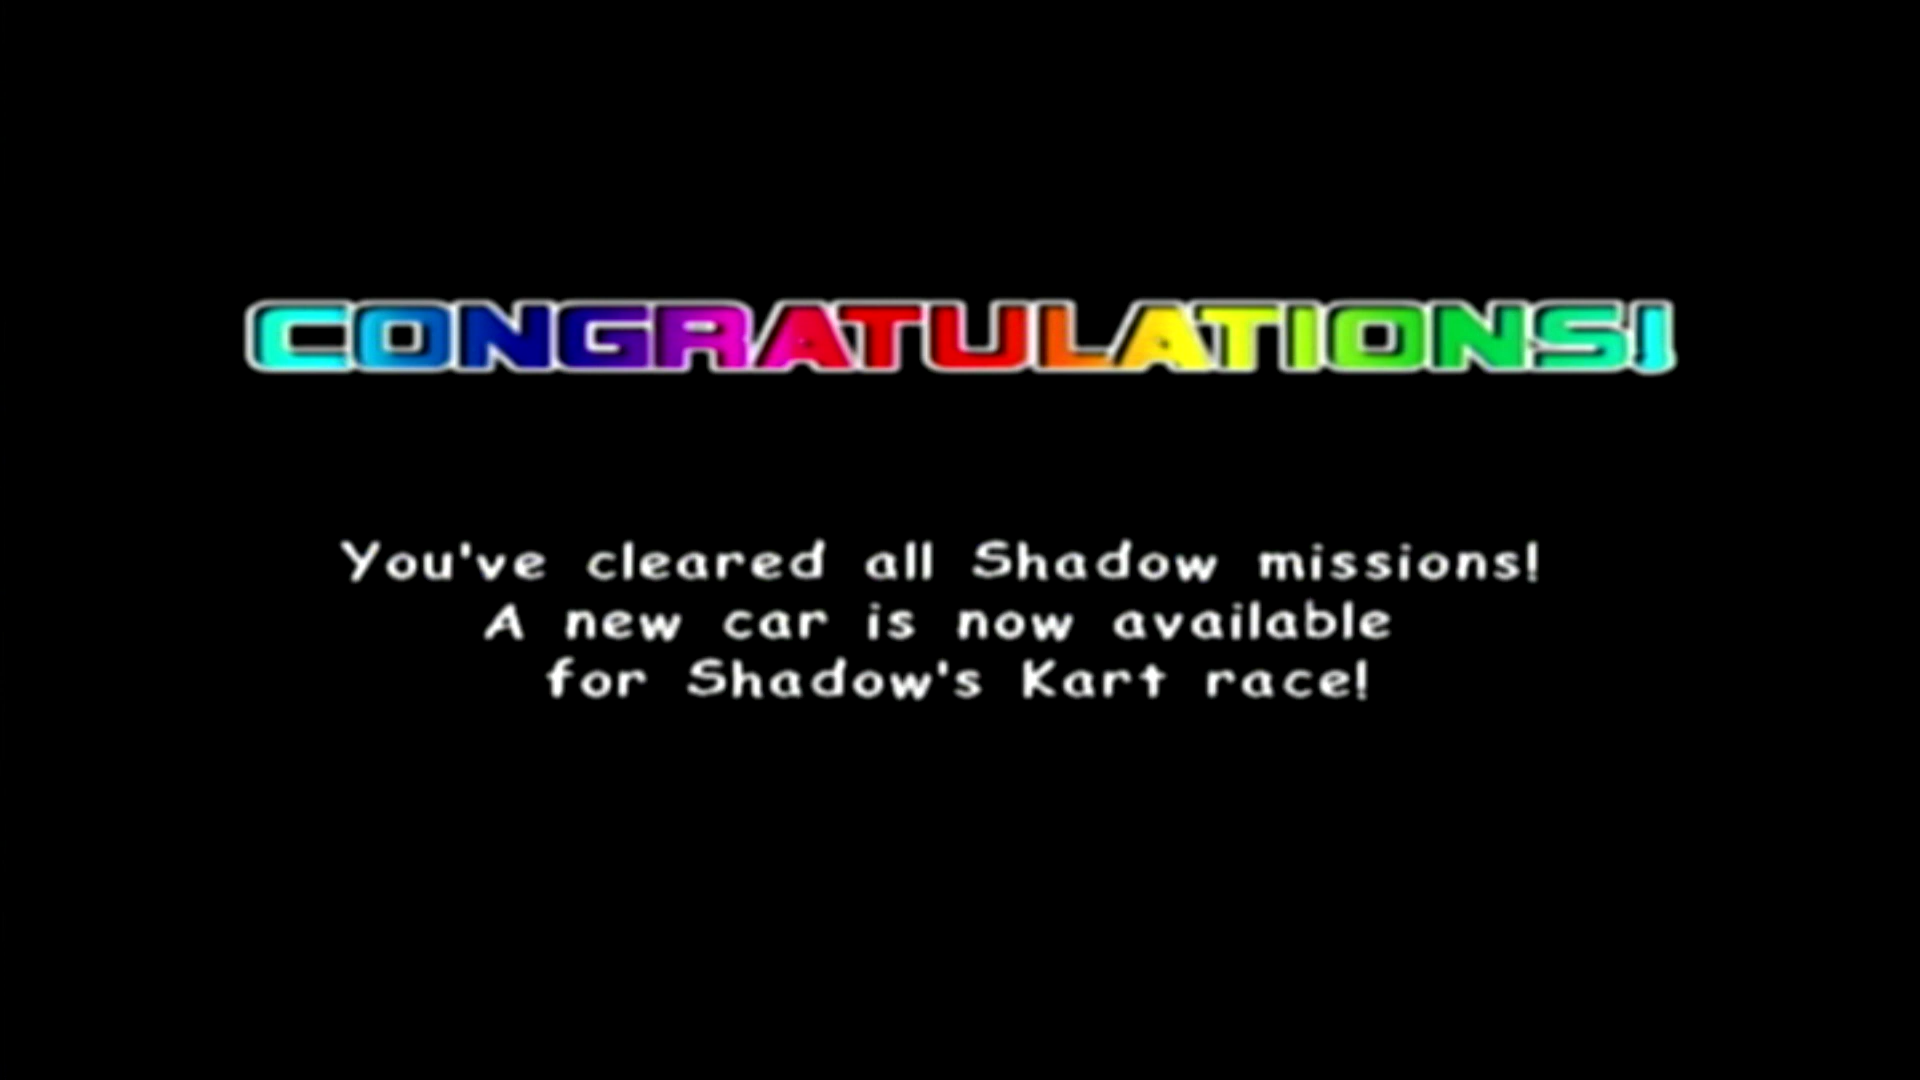 CONGRATULATIONS!
You've cleared all Shadow missions!
A new car is now available
for Shadow's Kart race!